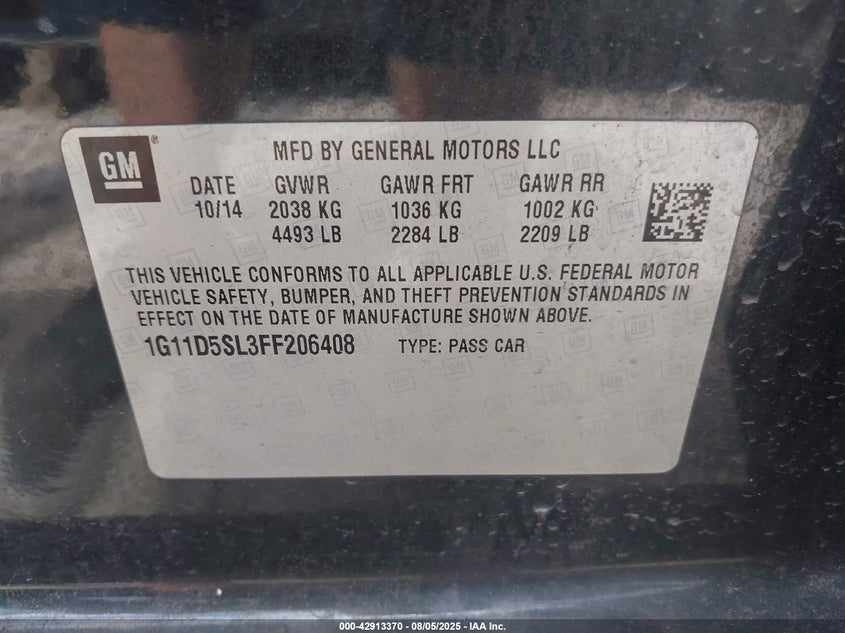 GM
MFD BY GENERAL MOTORS LLC
DATE GVWR GAWR FRT GAWR RR
10/14 2038 KG 1036 KG 1002 KG
4493 LB 2284 LB 2209 LB
THIS VEHICLE CONFORMS TO ALL APPLICABLE U.S. FEDERAL MOTOR
VEHICLE SAFETY, BUMPER, AND THEFT PREVENTION STANDARDS IN
EFFECT ON THE DATE OF MANUFACTURE SHOWN ABOVE.
1G11D5SL3FF206408 TYPE: PASS CAR
000-42913370 - 08/05/2025 - IAA Inc.